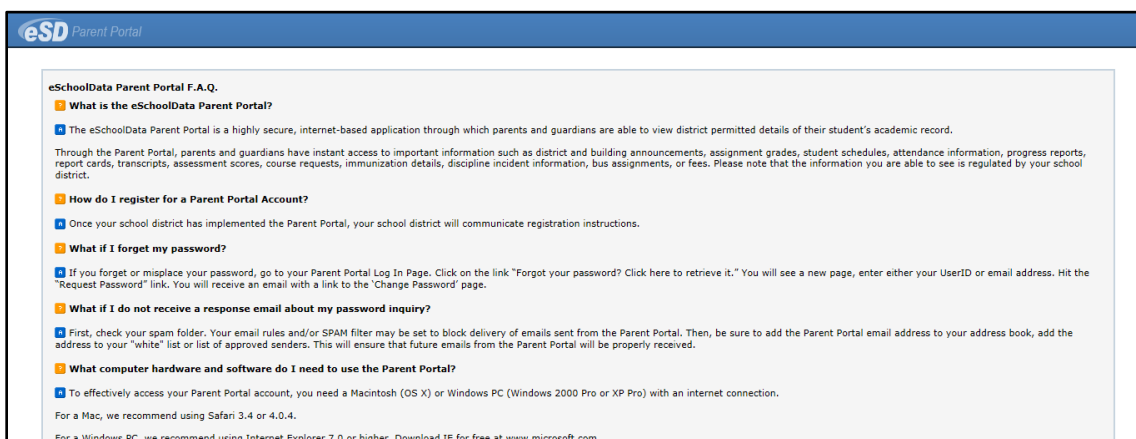 eSD Parent Portal
eSchoolData Parent Portal F.A.Q.
? What is the eSchoolData Parent Portal?
A The eSchoolData Parent Portal is a highly secure, internet-based application through which parents and guardians are able to view district permitted details of their student's academic record.
Through the Parent Portal, parents and guardians have instant access to important information such as district and building announcements, assignment grades, student schedules, attendance information, progress reports,
report cards, transcripts, assessment scores, course requests, immunization details, discipline incident information, bus assignments, or fees. Please note that the information you are able to see is regulated by your school
district.
? How do I register for a Parent Portal Account?
A Once your school district has implemented the Parent Portal, your school district will communicate registration instructions.
? What if I forget my password?
A If you forget or misplace your password, go to your Parent Portal Log In Page. Click on the link "Forgot your password? Click here to retrieve it." You will see a new page, enter either your UserID or email address. Hit the
"Request Password" link. You will receive an email with a link to the 'Change Password' page.
? What if I do not receive a response email about my password inquiry?
A First, check your spam folder. Your email rules and/or SPAM filter may be set to block delivery of emails sent from the Parent Portal. Then, be sure to add the Parent Portal email address to your address book, add the
address to your "white" list or list of approved senders. This will ensure that future emails from the Parent Portal will be properly received.
? What computer hardware and software do I need to use the Parent Portal?
A To effectively access your Parent Portal account, you need a Macintosh (OS X) or Windows PC (Windows 2000 Pro or XP Pro) with an internet connection.
For a Mac, we recommend using Safari 3.4 or 4.0.4.
For a Windows PC, we recommend using Internet Explorer 7.0 or higher. Download IE for free at www.microsoft.com